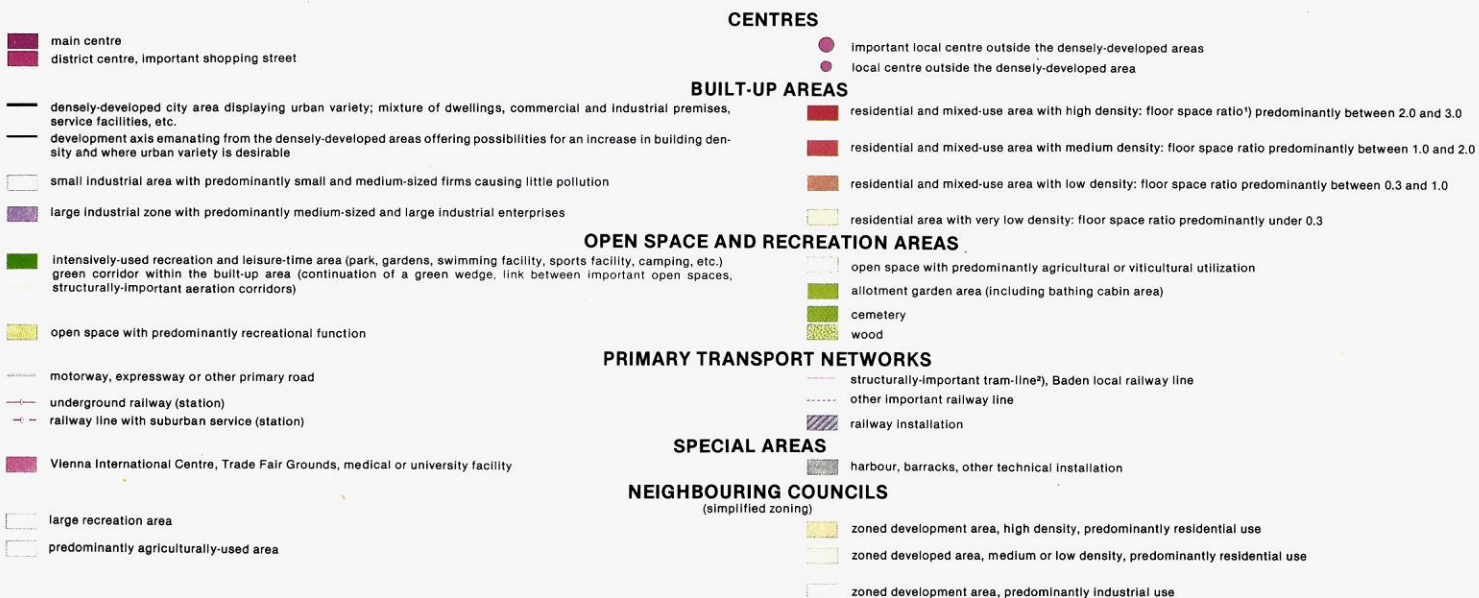 CENTRES
main centre
district centre, important shopping street
important local centre outside the densely-developed areas
local centre outside the densely-developed area
BUILT-UP AREAS
densely-developed city area displaying urban variety; mixture of dwellings, commercial and industrial premises,
service facilities, etc.
development axis emanating from the densely-developed areas offering possibilities for an increase in building den-
sity and where urban variety is desirable
small industrial area with predominantly small and medium-sized firms causing little pollution
large industrial zone with predominantly medium-sized and large industrial enterprises
residential and mixed-use area with high density: floor space ratio¹) predominantly between 2.0 and 3.0
residential and mixed-use area with medium density: floor space ratio predominantly between 1.0 and 2.0
residential and mixed-use area with low density: floor space ratio predominantly between 0.3 and 1.0
residential area with very low density: floor space ratio predominantly under 0.3
OPEN SPACE AND RECREATION AREAS
intensively-used recreation and leisure-time area (park, gardens, swimming facility, sports facility, camping, etc.)
green corridor within the built-up area (continuation of a green wedge, link between important open spaces,
structurally-important aeration corridors)
open space with predominantly recreational function
open space with predominantly agricultural or viticultural utilization
allotment garden area (including bathing cabin area)
cemetery
wood
PRIMARY TRANSPORT NETWORKS
motorway, expressway or other primary road
underground railway (station)
railway line with suburban service (station)
structurally-important tram-line²), Baden local railway line
other important railway line
railway installation
SPECIAL AREAS
Vienna International Centre, Trade Fair Grounds, medical or university facility
harbour, barracks, other technical installation
NEIGHBOURING COUNCILS
(simplified zoning)
large recreation area
predominantly agriculturally-used area
zoned development area, high density, predominantly residential use
zoned developed area, medium or low density, predominantly residential use
zoned development area, predominantly industrial use